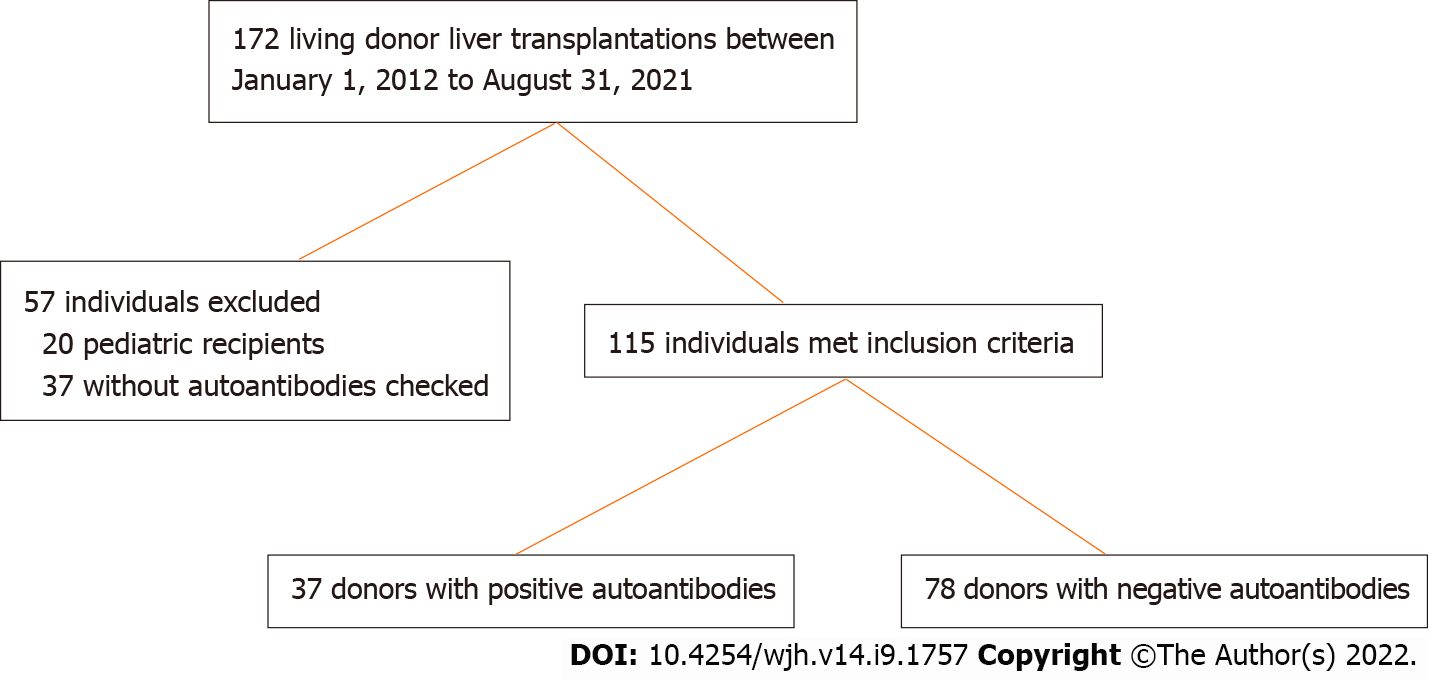 172 living donor liver transplantations between
January 1, 2012 to August 31, 2021
57 individuals excluded
20 pediatric recipients
37 without autoantibodies checked
115 individuals met inclusion criteria
37 donors with positive autoantibodies
78 donors with negative autoantibodies
DOI: 10.4254/wjh.v14.i9.1757 Copyright ©The Author(s) 2022.